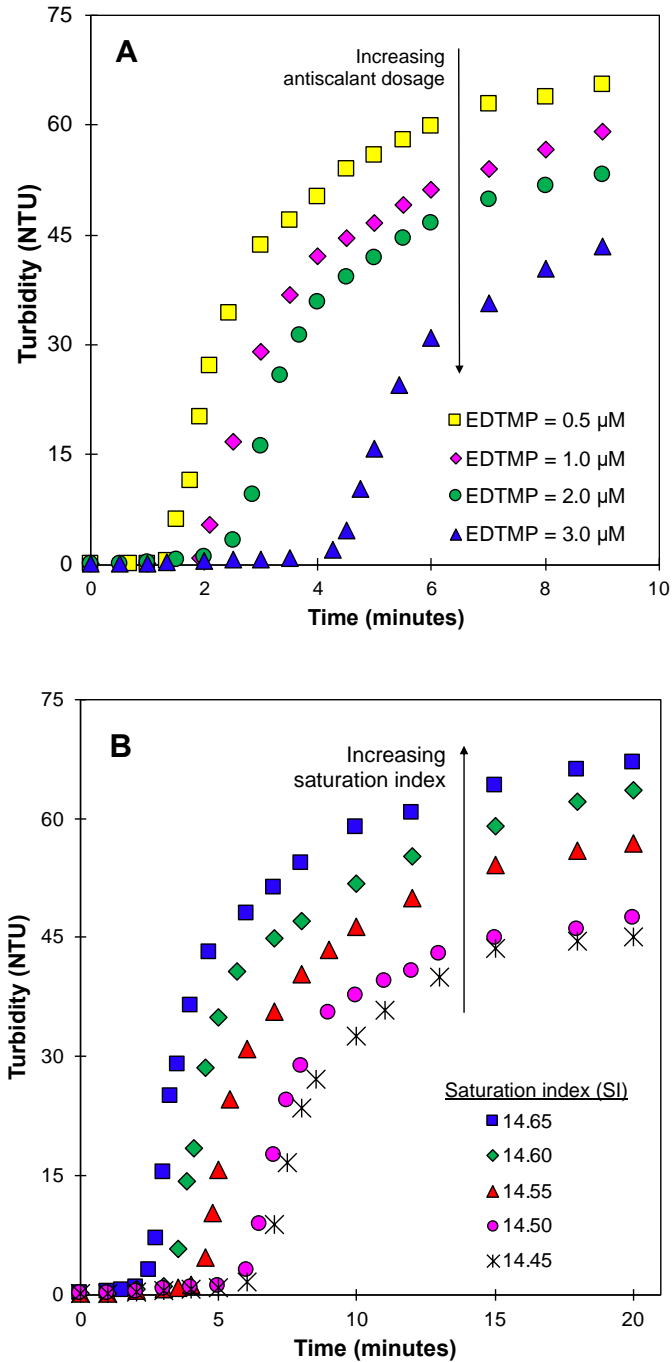 A
Increasing
antiscalant dosage
Turbidity (NTU)
75
60
45
30
15
0
EDTMP = 0.5 µM
EDTMP = 1.0 µM
EDTMP = 2.0 µM
EDTMP = 3.0 µM
0 2 4 6 8 10
Time (minutes)
B
Increasing
saturation index
Turbidity (NTU)
75
60
45
30
15
0
Saturation index (SI)
14.65
14.60
14.55
14.50
14.45
0 5 10 15 20
Time (minutes)